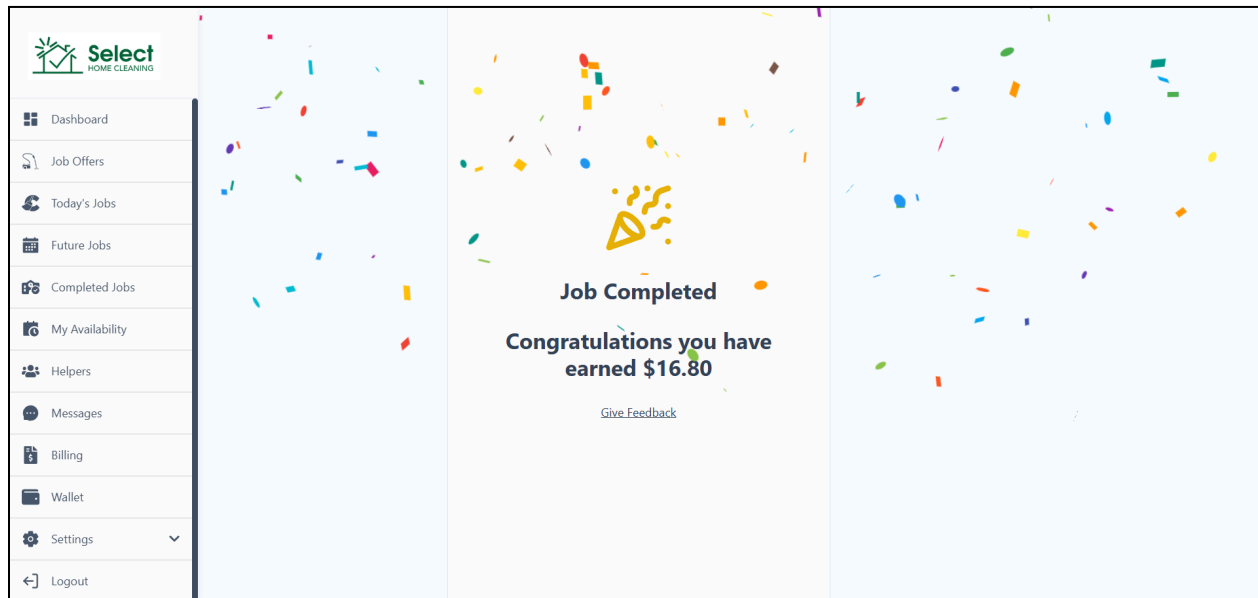 Select
HOME CLEANING
Dashboard
Job Offers
Today's Jobs
Future Jobs
Completed Jobs
My Availability
Helpers
Messages
Billing
Wallet
Settings
Logout
Job Completed
Congratulations you have
earned $16.80
Give Feedback